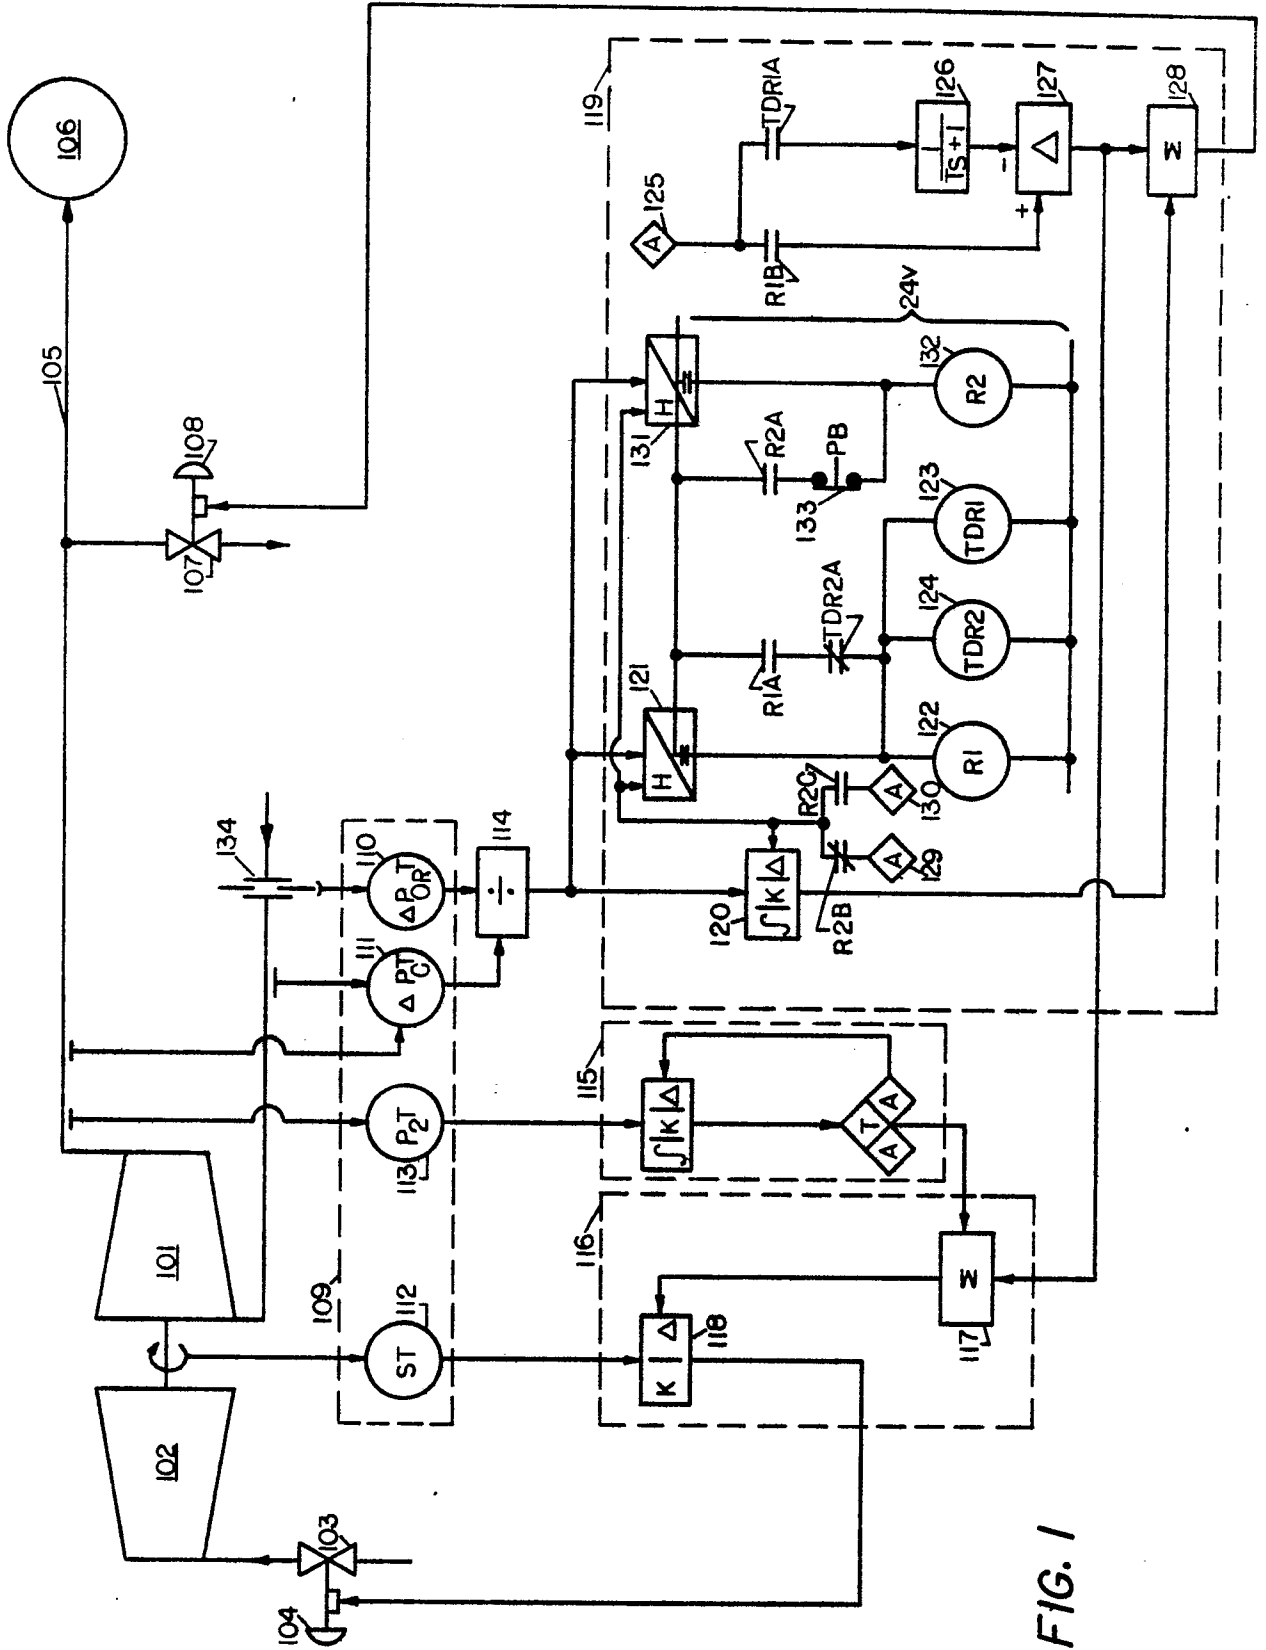 106
105
108
107
101
102
103
104
134
109
110
ΔP_OR T
111
ΔP_C T
P₂T
113
ST
112
÷
114
115
∫|K|Δ
T
A
A
116
K | Δ
118
Σ
117
119
120
∫|K|Δ
121
H
131
H
R2A
PB
133
R1A
TDR2A
R2C
R2B
A
129
A
130
122
R1
124
TDR2
123
TDR1
132
R2
24V
A
125
R1B
TDR1A
1
TS+1
126
−
+
Δ
127
Σ
128
FIG. 1